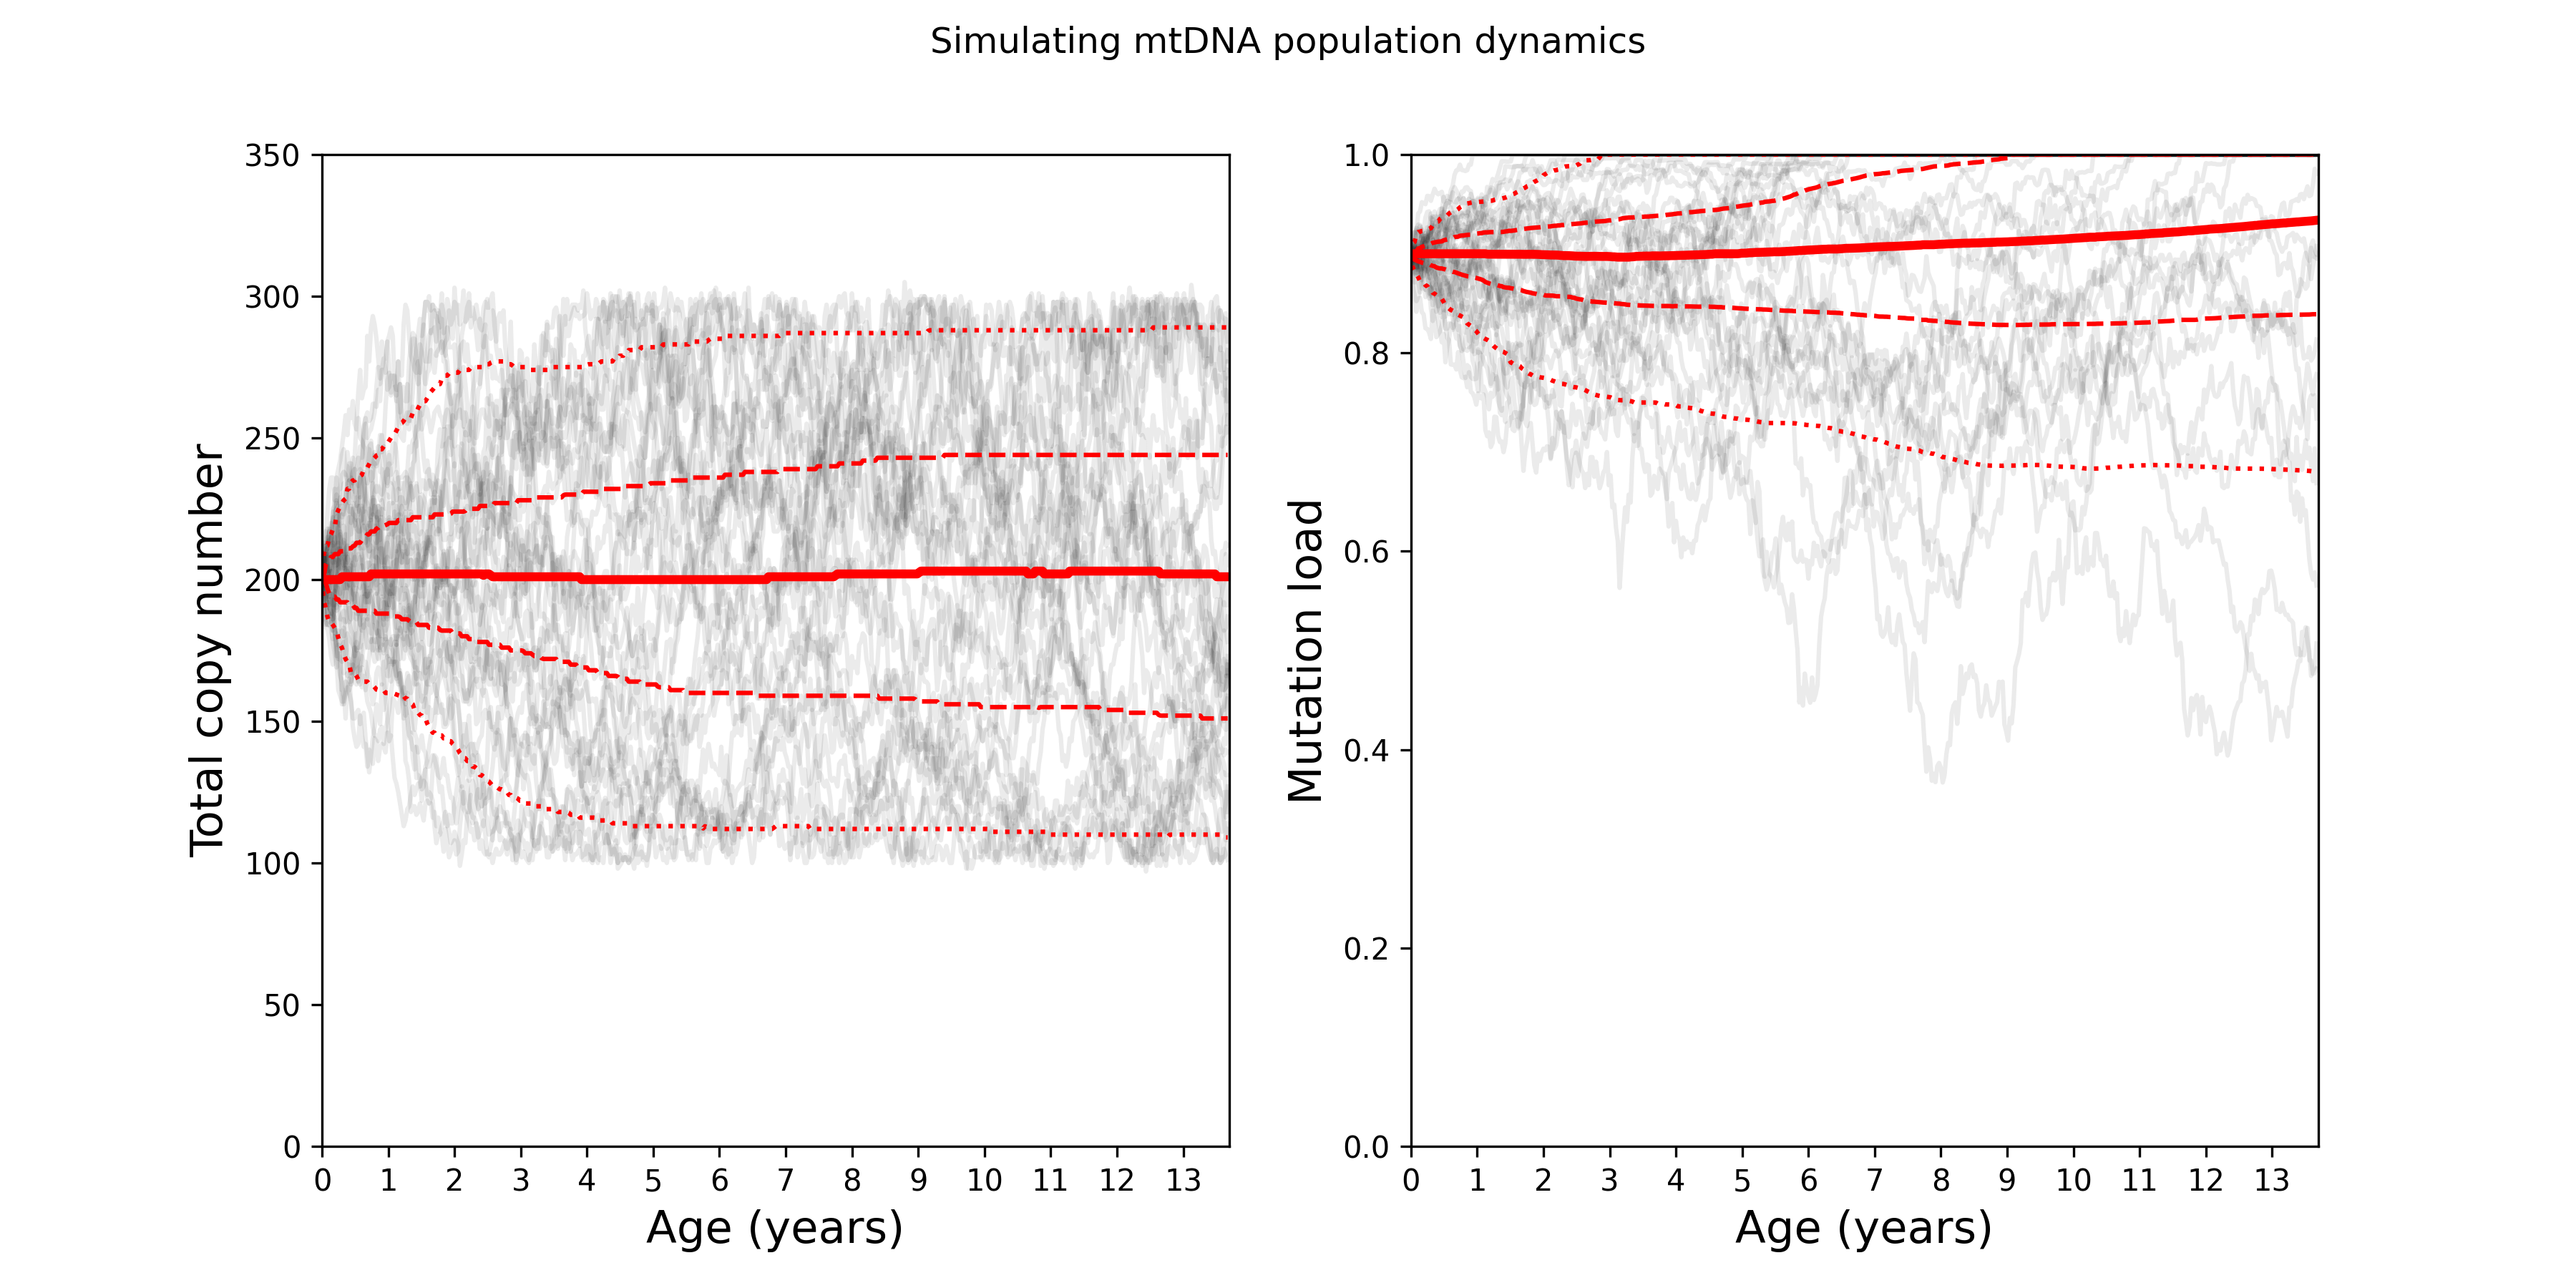 Simulating mtDNA population dynamics
Total copy number
350
300
250
200
150
100
50
0
0 1 2 3 4 5 6 7 8 9 10 11 12 13
Age (years)
Mutation load
1.0
0.8
0.6
0.4
0.2
0.0
0 1 2 3 4 5 6 7 8 9 10 11 12 13
Age (years)